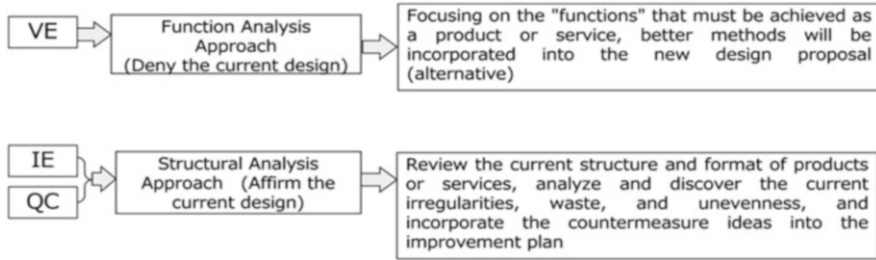 VE
Function Analysis
Approach
(Deny the current design)
Focusing on the "functions" that must be achieved as
a product or service, better methods will be
incorporated into the new design proposal
(alternative)
IE
QC
Structural Analysis
Approach (Affirm the
current design)
Review the current structure and format of products
or services, analyze and discover the current
irregularities, waste, and unevenness, and
incorporate the countermeasure ideas into the
improvement plan